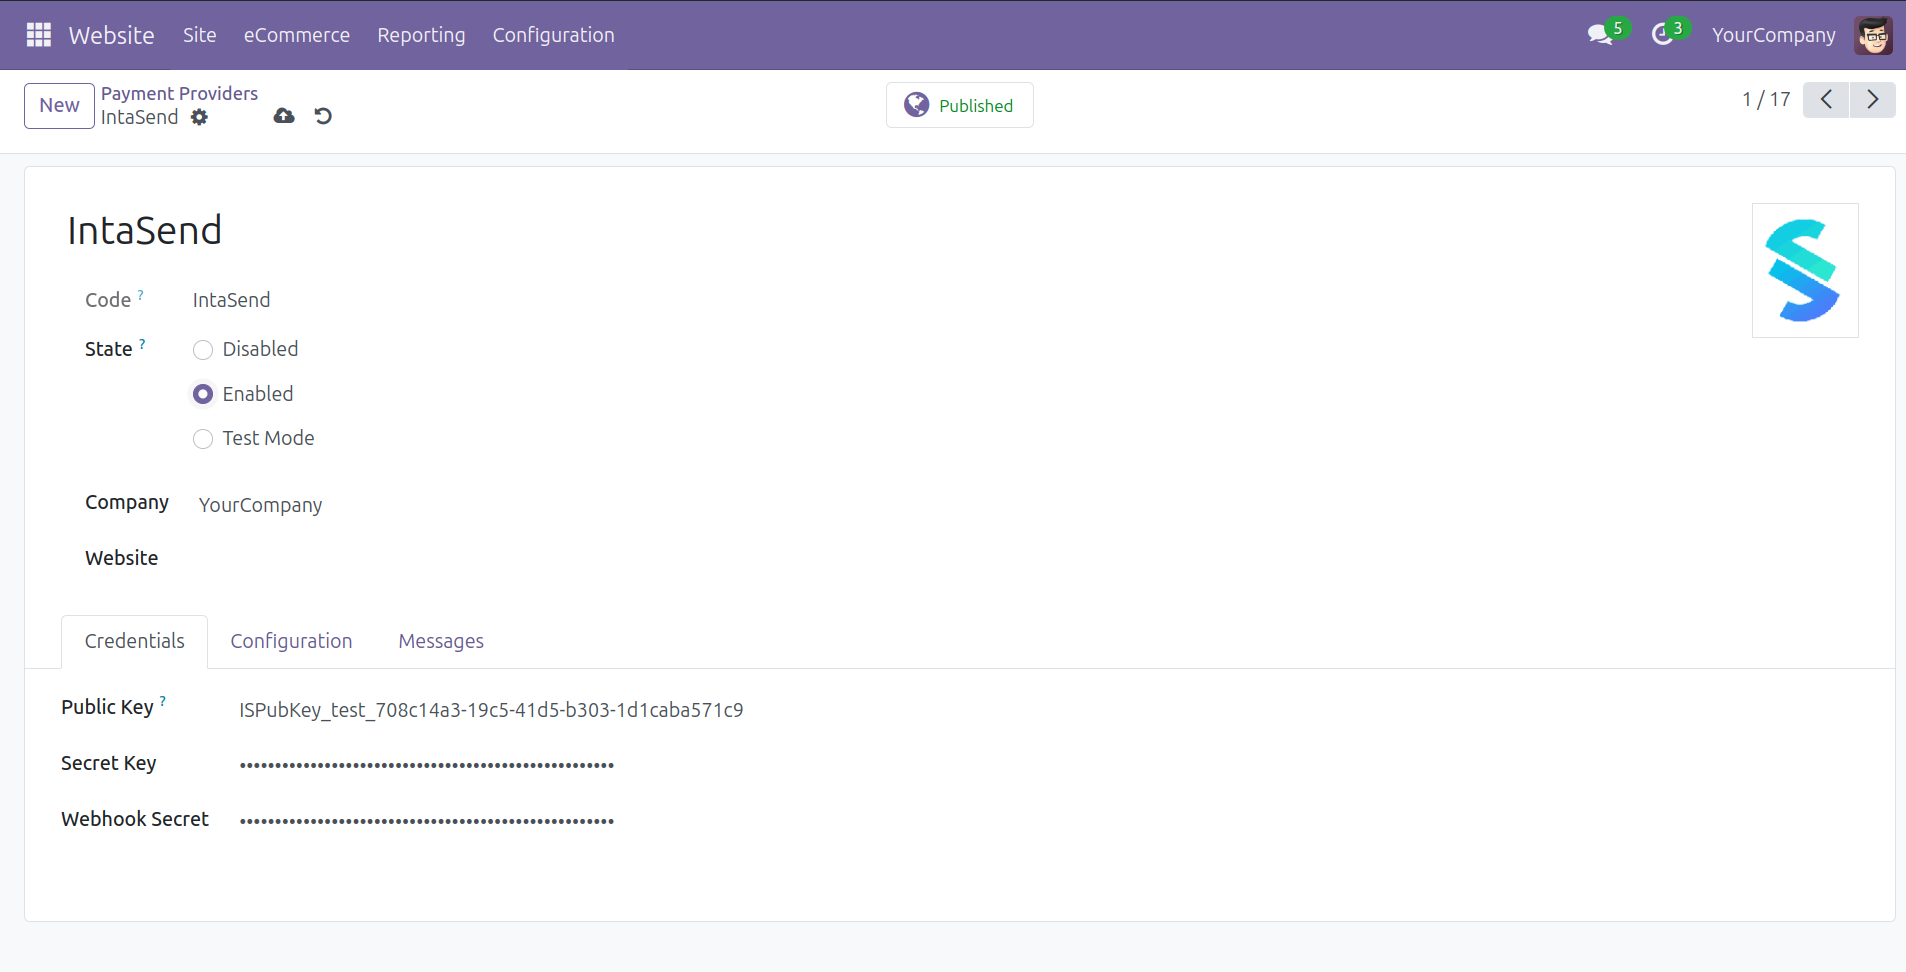 Website Site eCommerce Reporting Configuration 5 3 YourCompany
New Payment Providers
IntaSend
Published
1 / 17
IntaSend
Code ? IntaSend
State ? Disabled
Enabled
Test Mode
Company YourCompany
Website
Credentials Configuration Messages
Public Key ? ISPubKey_test_708c14a3-19c5-41d5-b303-1d1caba571c9
Secret Key •••••••••••••••••••••••••••••••••••••••••••••••••••••
Webhook Secret •••••••••••••••••••••••••••••••••••••••••••••••••••••